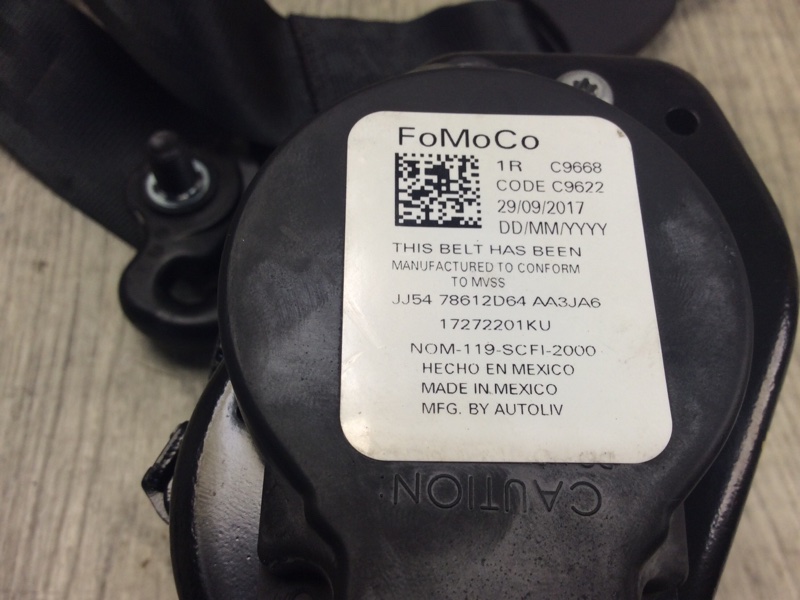 FoMoCo
1R C9668
CODE C9622
29/09/2017
DD/MM/YYYY
THIS BELT HAS BEEN
MANUFACTURED TO CONFORM
TO MVSS
JJ54 78612D64 AA3JA6
17272201KU
NOM-119-SCFI-2000
HECHO EN MEXICO
MADE IN MEXICO
MFG. BY AUTOLIV
CAUTION